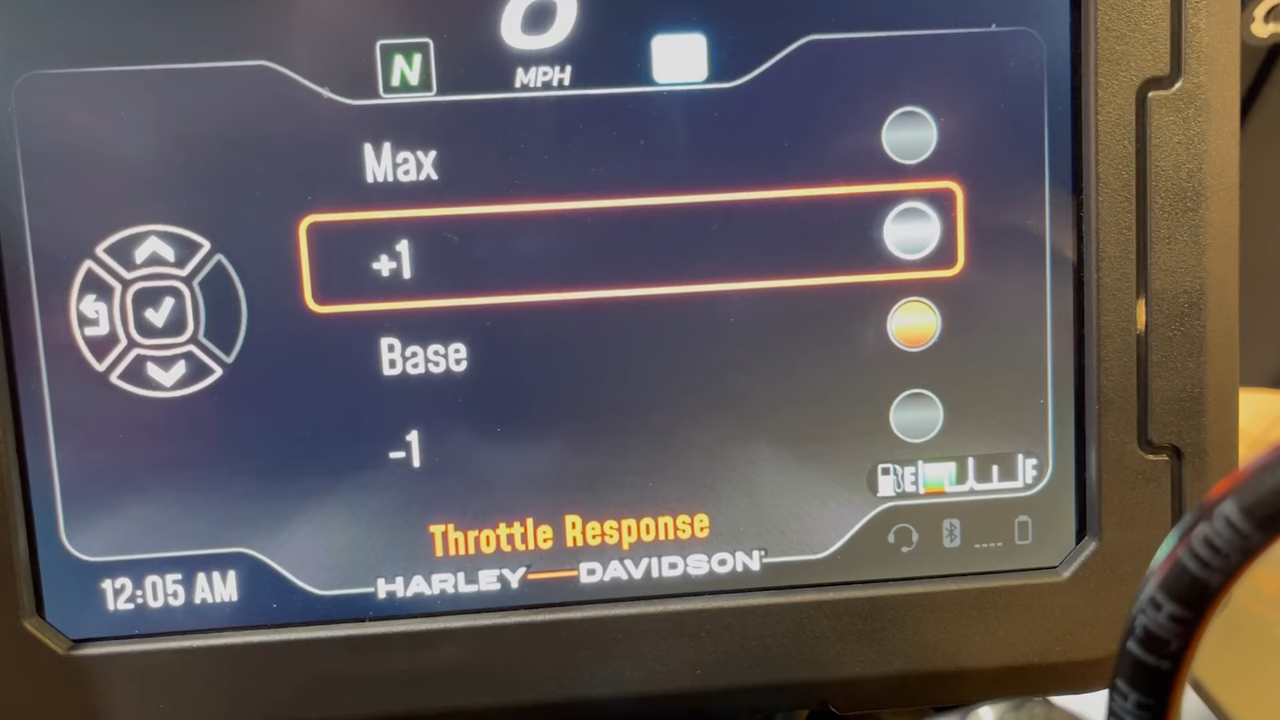 0
N
MPH
Max
+1
Base
-1
E F
Throttle Response
HARLEY-DAVIDSON
12:05 AM